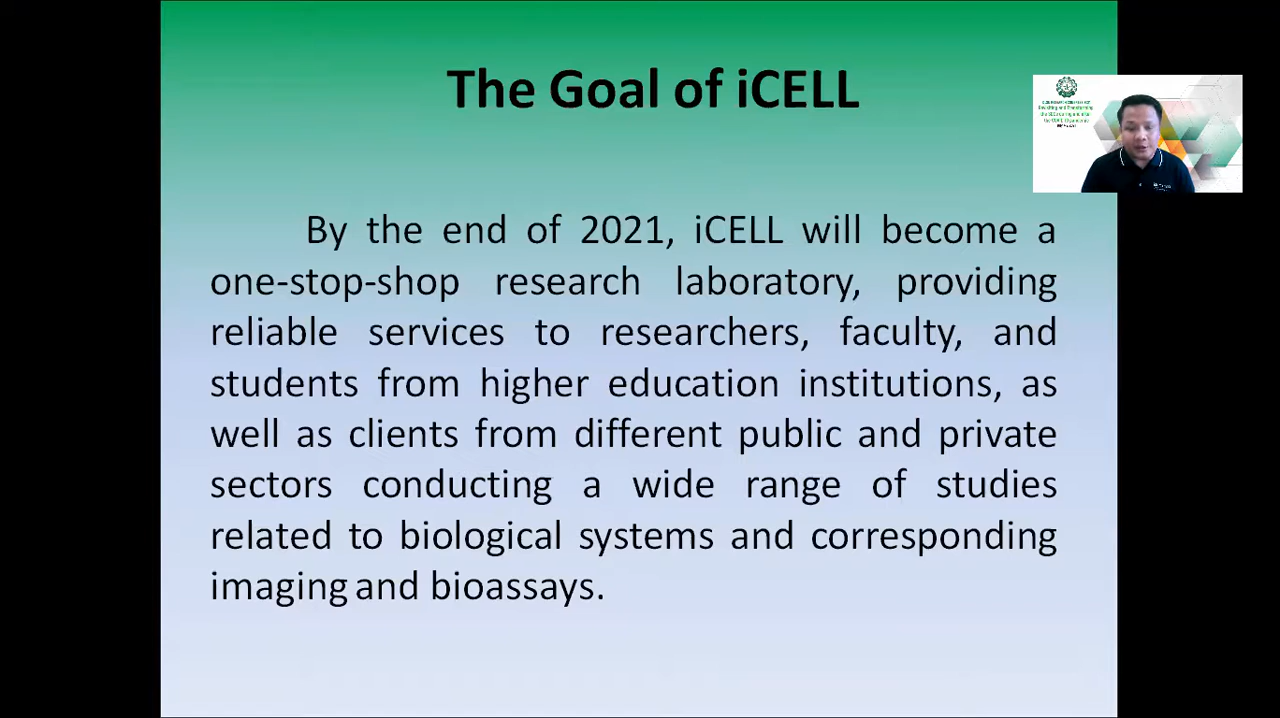 The Goal of iCELL
By the end of 2021, iCELL will become a
one-stop-shop research laboratory, providing
reliable services to researchers, faculty, and
students from higher education institutions, as
well as clients from different public and private
sectors conducting a wide range of studies
related to biological systems and corresponding
imaging and bioassays.